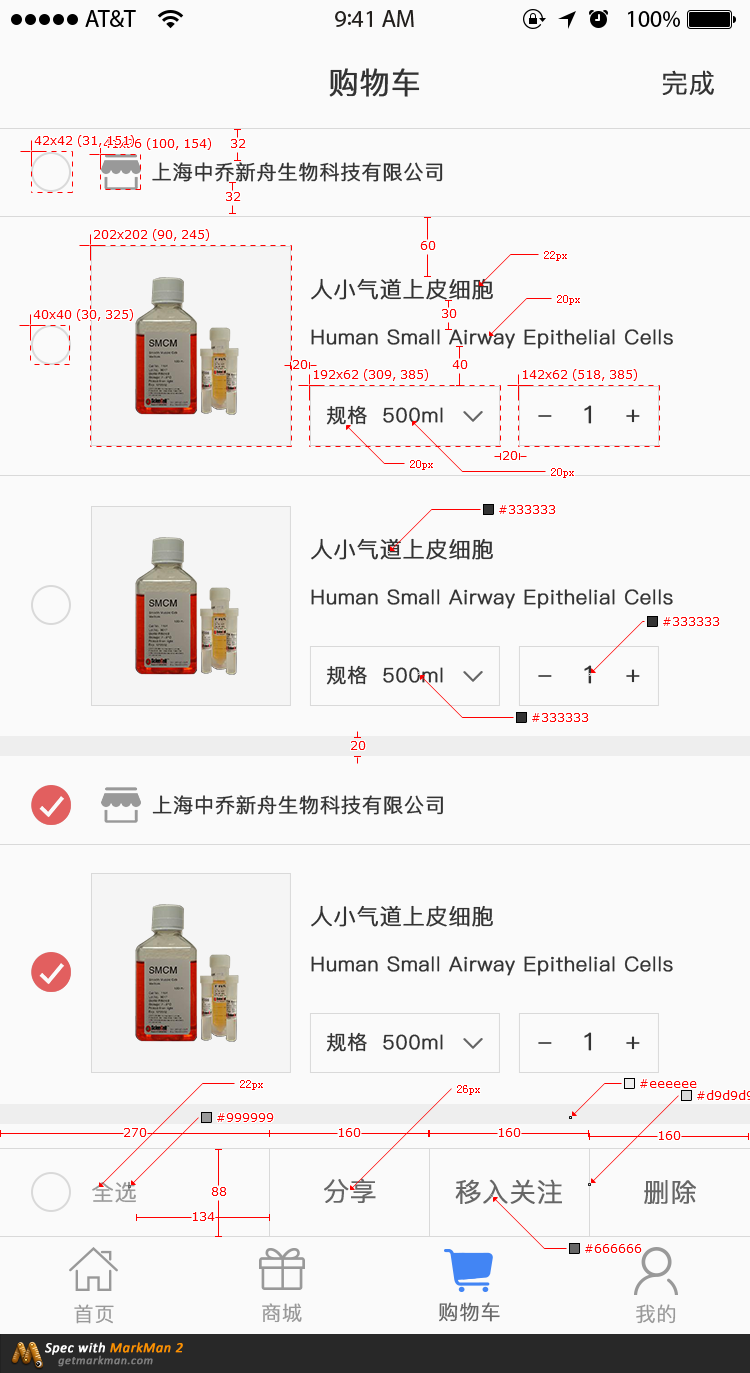 AT&T 9:41 AM 100%
购物车 完成
42x42 (31, 151) 6 (100, 154) 32
上海中乔新舟生物科技有限公司
32
202x202 (90, 245) 60 22px
人小气道上皮细胞
40x40 (30, 325) 30 20px
Human Small Airway Epithelial Cells
20 192x62 (309, 385) 40 142x62 (518, 385)
SMCM
规格 500ml − 1 +
20px 20 20px
#333333
人小气道上皮细胞
Human Small Airway Epithelial Cells
SMCM
#333333
规格 500ml − 1 +
#333333
20
上海中乔新舟生物科技有限公司
人小气道上皮细胞
Human Small Airway Epithelial Cells
SMCM
规格 500ml − 1 +
22px 26px #eeeeee
#999999 #d9d9d9
270 160 160 160
全选 88 分享 移入关注 删除
134
#666666
首页 商城 购物车 我的
Spec with MarkMan 2
getmarkman.com